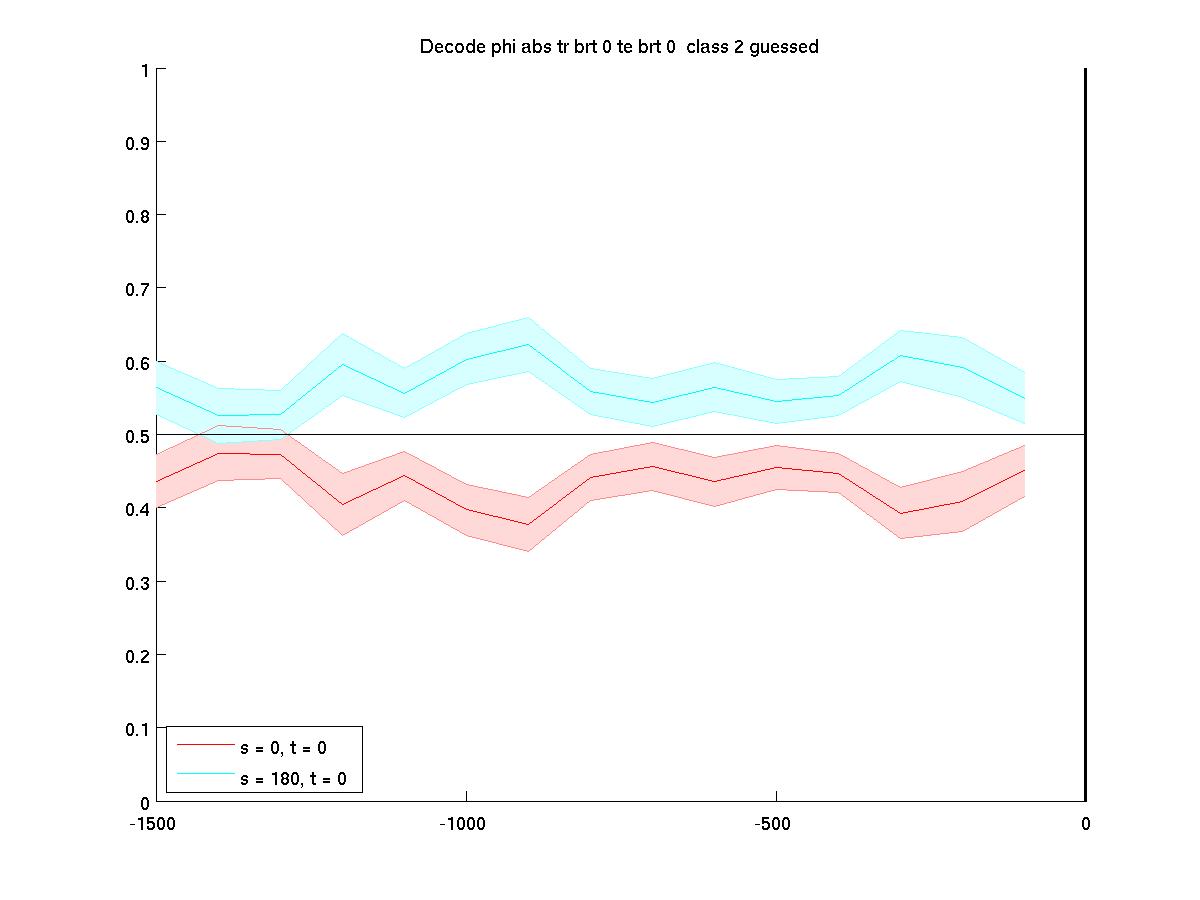 Decode phi abs tr brt 0 te brt 0  class 2 guessed
1
0.9
0.8
0.7
0.6
0.5
0.4
0.3
0.2
0.1
0
s = 0, t = 0
s = 180, t = 0
-1500 -1000 -500 0